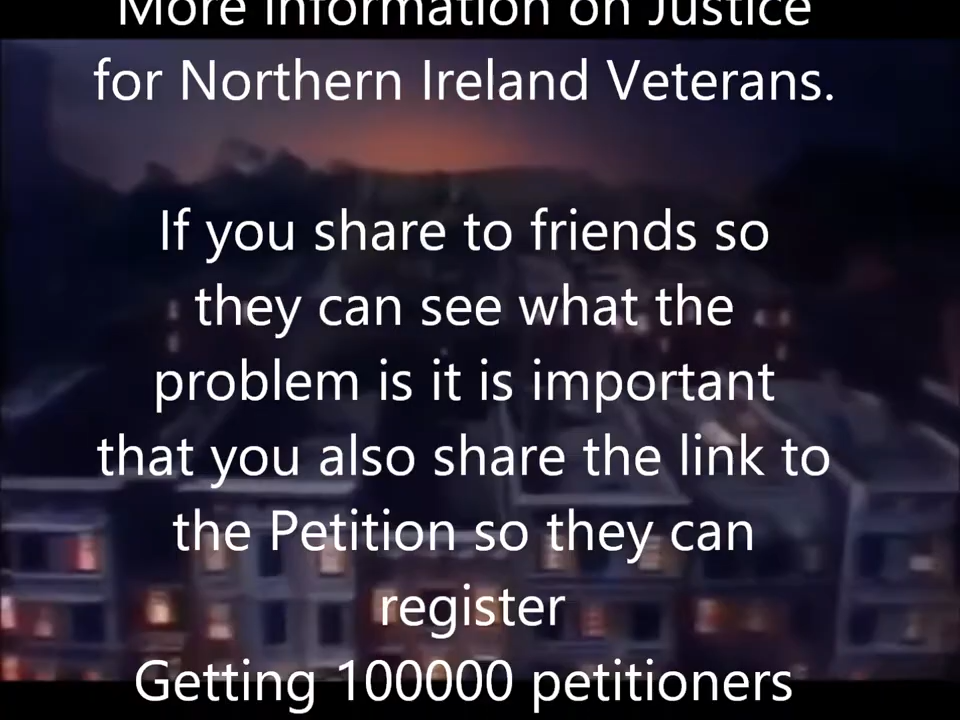 More information on Justice
for Northern Ireland Veterans.
If you share to friends so
they can see what the
problem is it is important
that you also share the link to
the Petition so they can
register
Getting 100000 petitioners